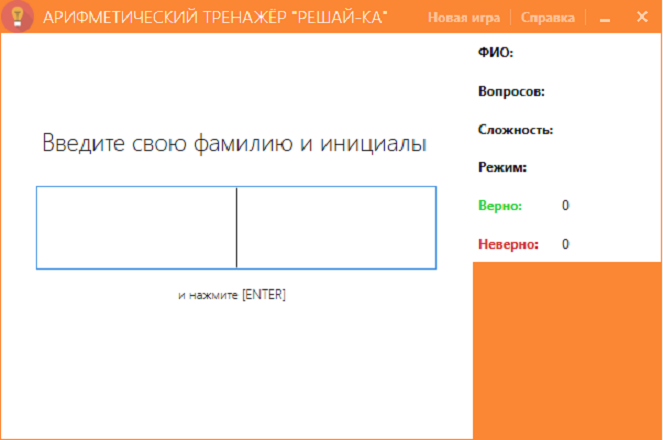 АРИФМЕТИЧЕСКИЙ ТРЕНАЖЁР "РЕШАЙ-КА" Новая игра Справка
ФИО:
Вопросов:
Сложность:
Введите свою фамилию и инициалы
Режим:
Верно: 0
Неверно: 0
и нажмите [ENTER]